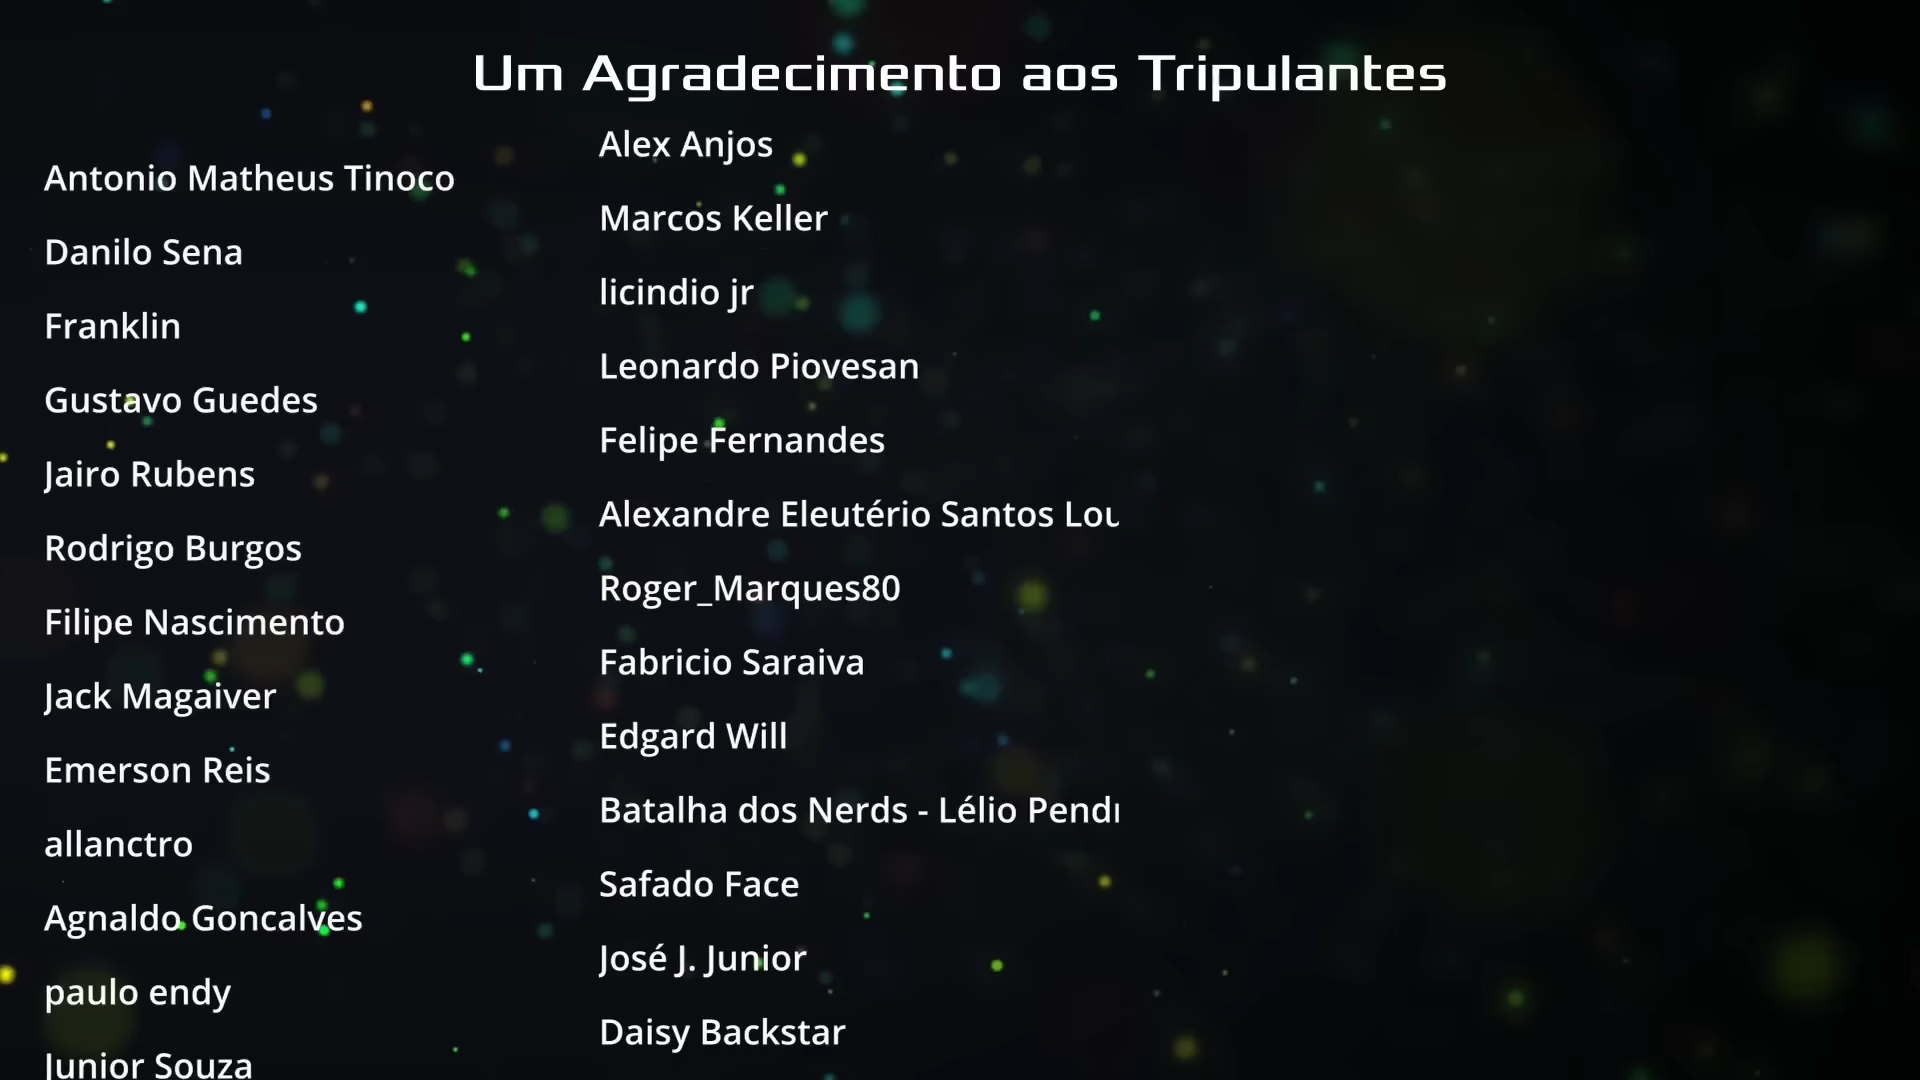 Um Agradecimento aos Tripulantes
Antonio Matheus Tinoco
Danilo Sena
Franklin
Gustavo Guedes
Jairo Rubens
Rodrigo Burgos
Filipe Nascimento
Jack Magaiver
Emerson Reis
allanctro
Agnaldo Goncalves
paulo endy
Junior Souza
Alex Anjos
Marcos Keller
licindio jr
Leonardo Piovesan
Felipe Fernandes
Alexandre Eleutério Santos
Roger_Marques80
Fabricio Saraiva
Edgard Will
Batalha dos Nerds - Lélio
Safado Face
José J. Junior
Daisy Backstar